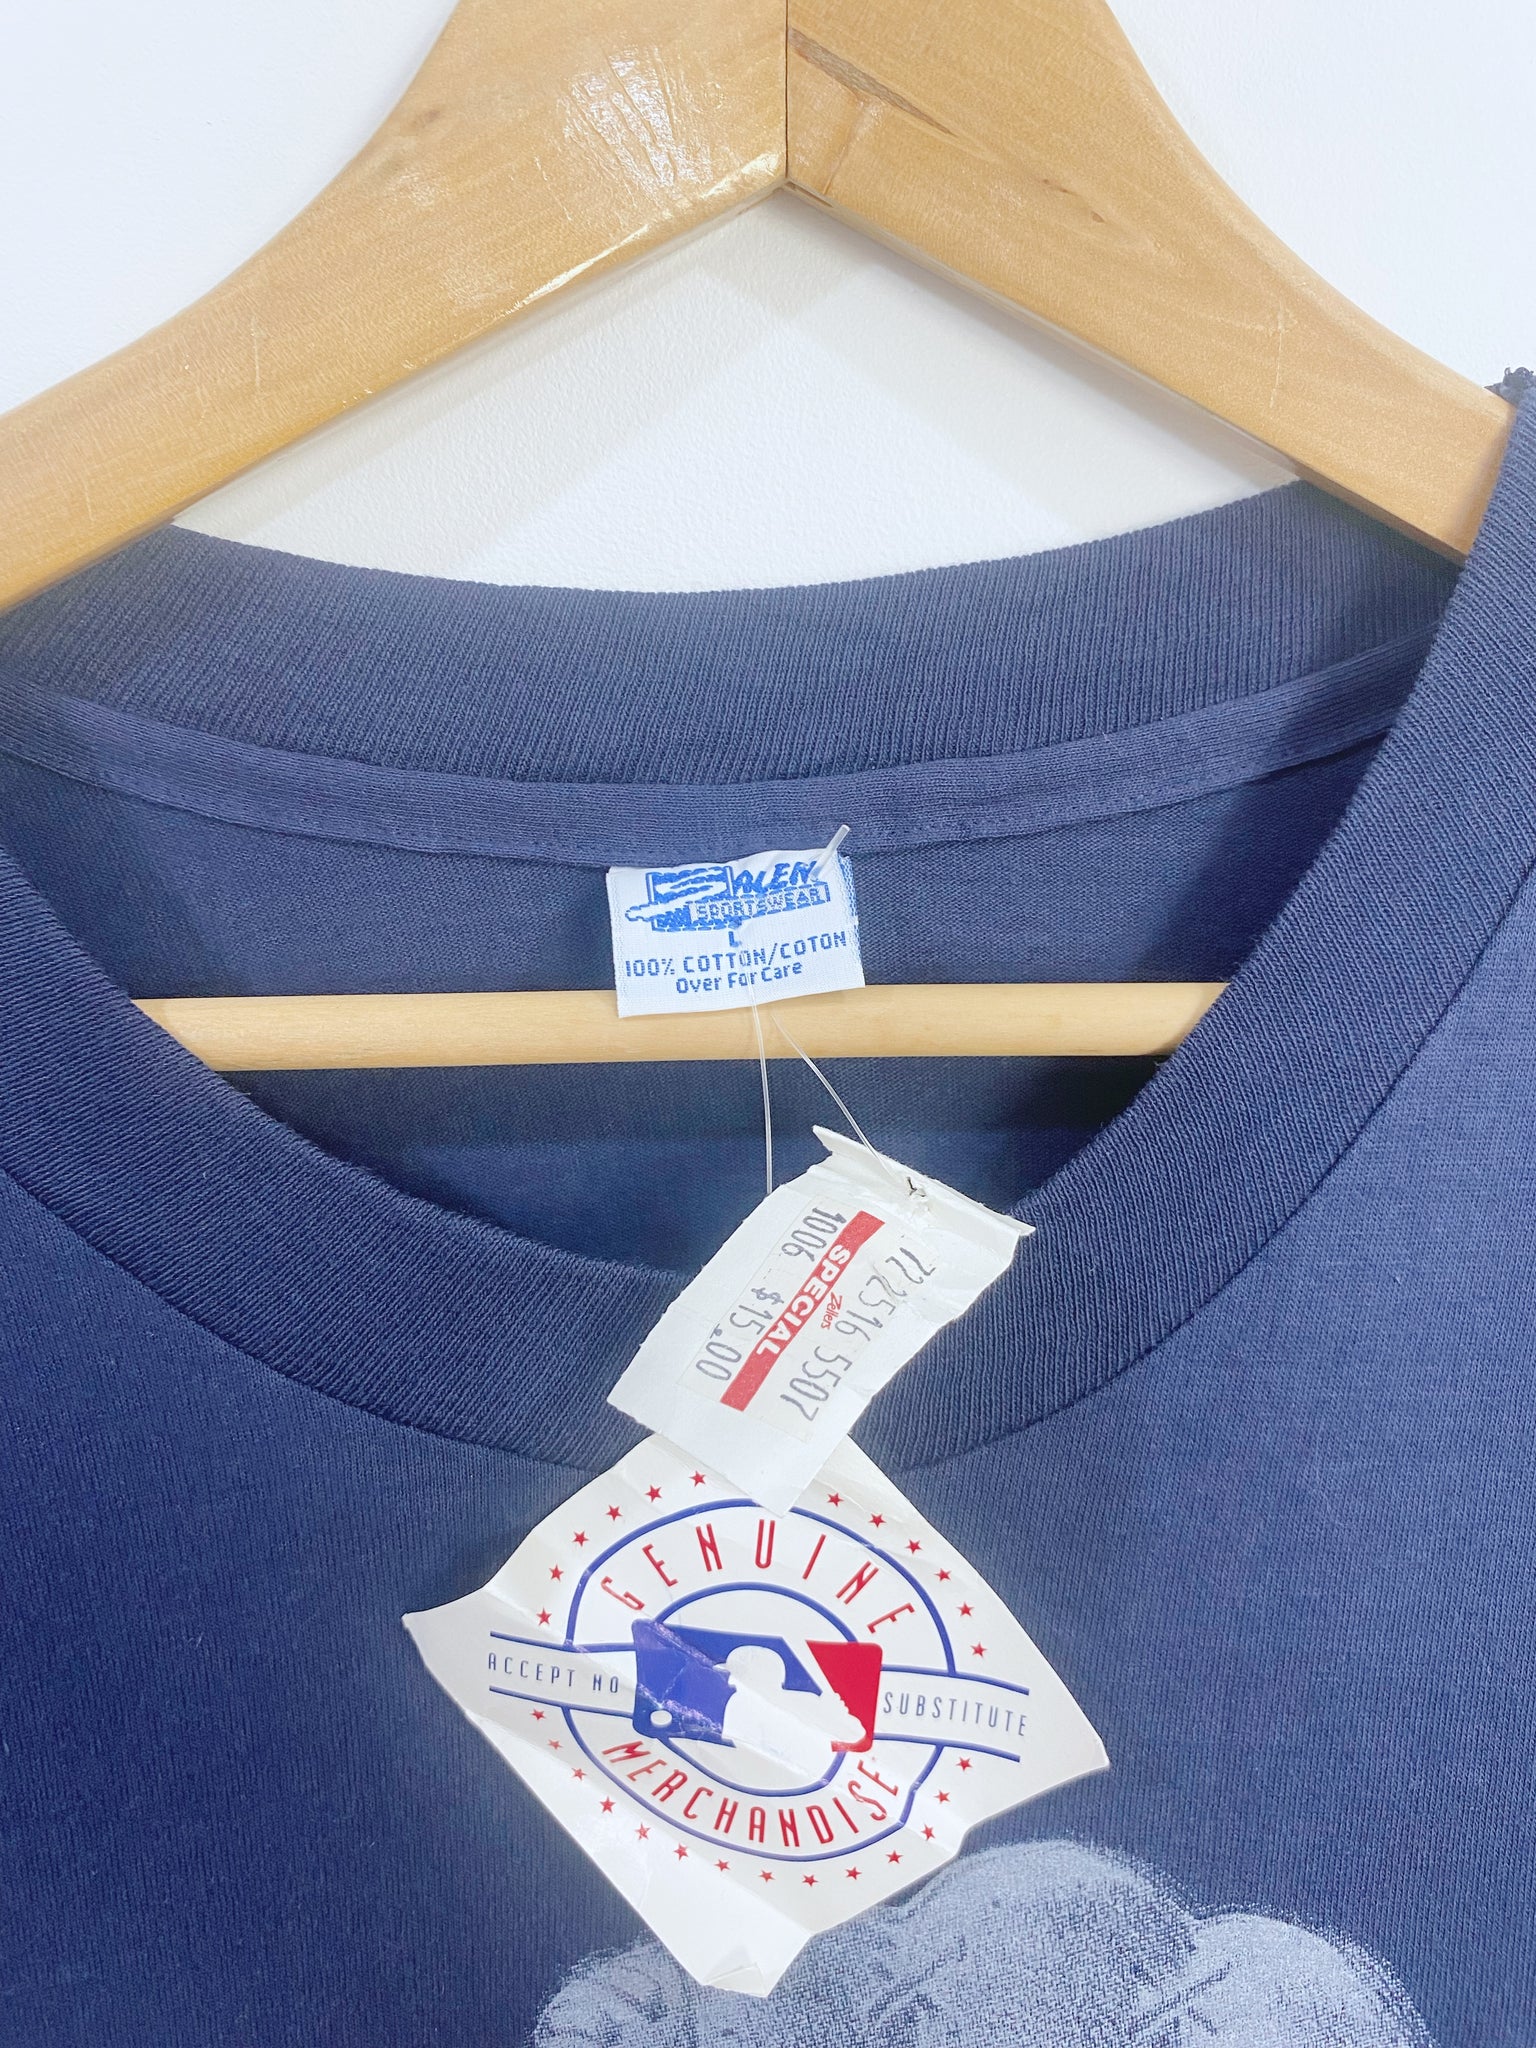 SALEM
SPORTSWEAR
L
100% COTTON/COTON
Over For Care
722516 5507
Zellers
SPECIAL
1006
$15.00
GENUINE
ACCEPT NO SUBSTITUTE
MERCHANDISE